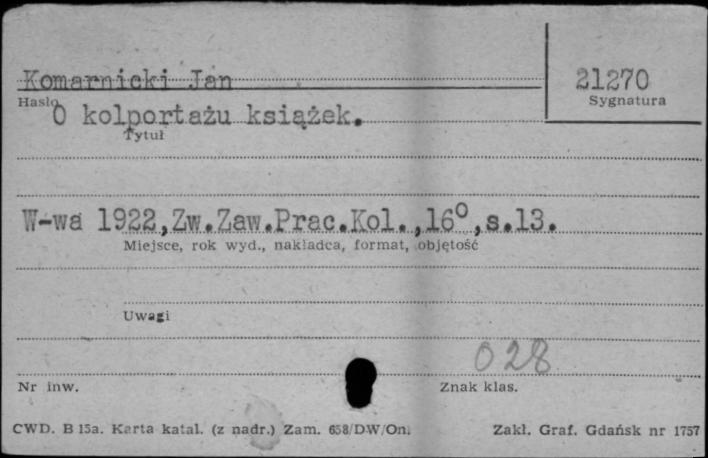 Komarnicki Jan
21270
Hasło
Sygnatura
O kolportażu książek.
Tytuł
W-wa 1922,Zw.Zaw.Prac.Kol.,16°,s.13.
Miejsce, rok wyd., nakładca, format, objętość
Uwagi
028
Nr inw.
Znak klas.
CWD. B 15a. Karta katal. (z nadr.) Zam. 658/DW/On.
Zakł. Graf. Gdańsk nr 1757